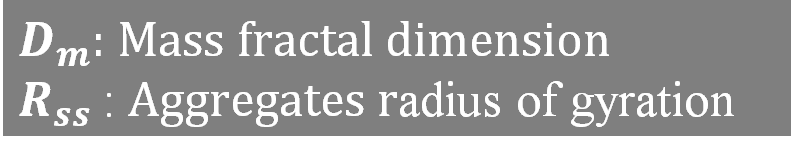 D_m: Mass fractal dimension
R_ss : Aggregates radius of gyration